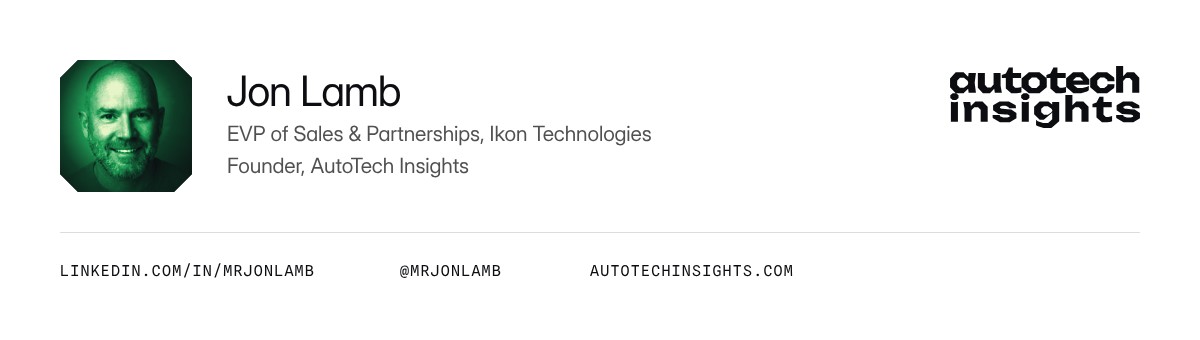 Jon Lamb
EVP of Sales & Partnerships, Ikon Technologies
Founder, AutoTech Insights
autotech
insights
LINKEDIN.COM/IN/MRJONLAMB
@MRJONLAMB
AUTOTECHINSIGHTS.COM